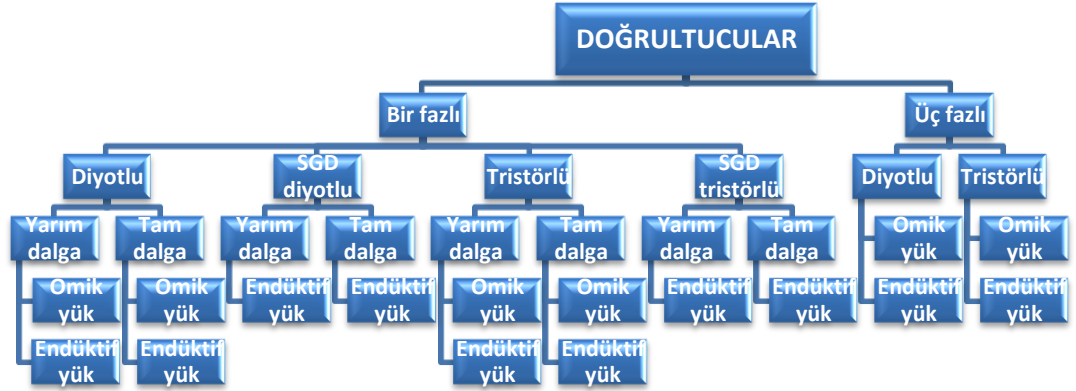 DOĞRULTUCULAR
Bir fazlı
Üç fazlı
Diyotlu
SGD
diyotlu
Tristörlü
SGD
tristörlü
Diyotlu
Tristörlü
Yarım
dalga
Tam
dalga
Yarım
dalga
Tam
dalga
Yarım
dalga
Tam
dalga
Yarım
dalga
Tam
dalga
Omik
yük
Omik
yük
Omik
yük
Omik
yük
Endüktif
yük
Endüktif
yük
Omik
yük
Omik
yük
Endüktif
yük
Endüktif
yük
Endüktif
yük
Endüktif
yük
Endüktif
yük
Endüktif
yük
Endüktif
yük
Endüktif
yük